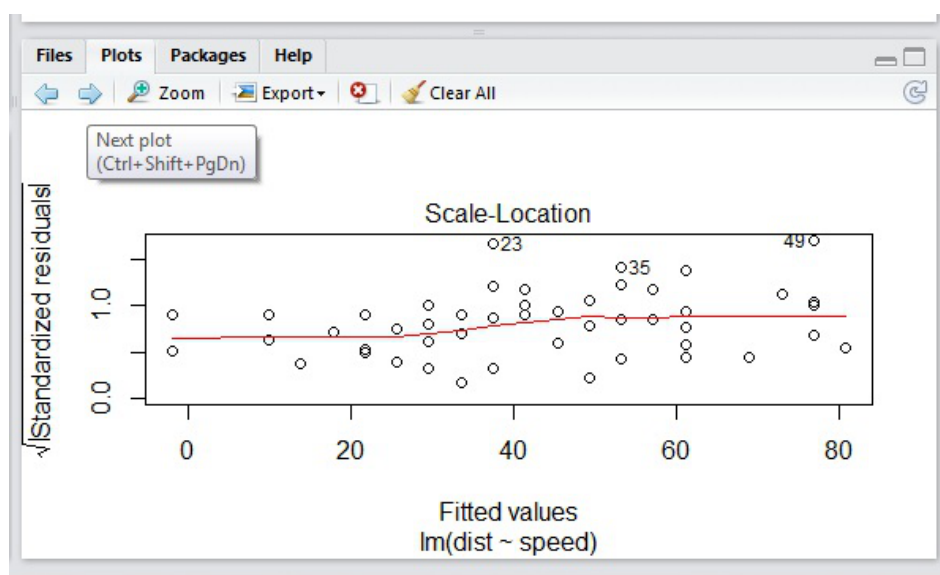 Files Plots Packages Help
Zoom Export Clear All
Next plot
(Ctrl+Shift+PgDn)
Scale-Location
√|Standardized residuals|
0.0 1.0
23
49
35
0 20 40 60 80
Fitted values
lm(dist ~ speed)